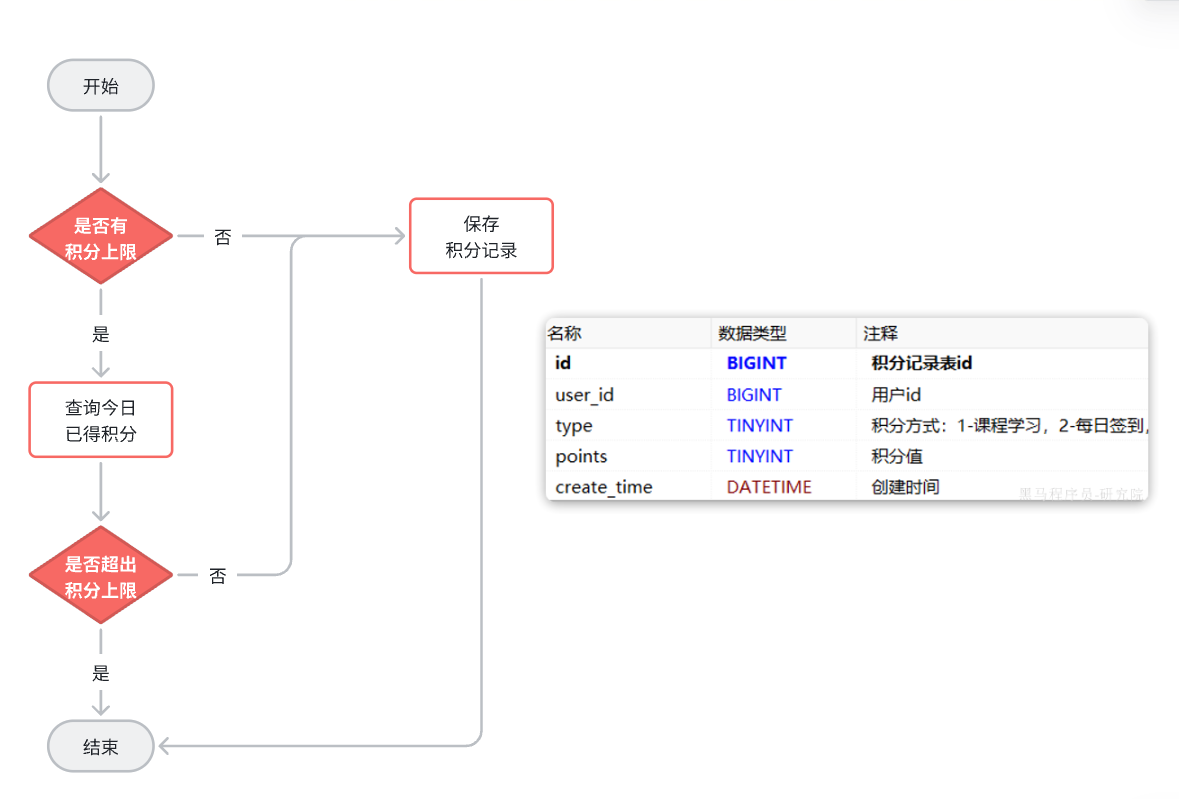 开始
是否有
积分上限
否
保存
积分记录
是
查询今日
已得积分
是否超出
积分上限
否
是
结束
名称 数据类型 注释
id BIGINT 积分记录表id
user_id BIGINT 用户id
type TINYINT 积分方式：1-课程学习，2-每日签到，
points TINYINT 积分值
create_time DATETIME 创建时间
黑马程序员-研究院